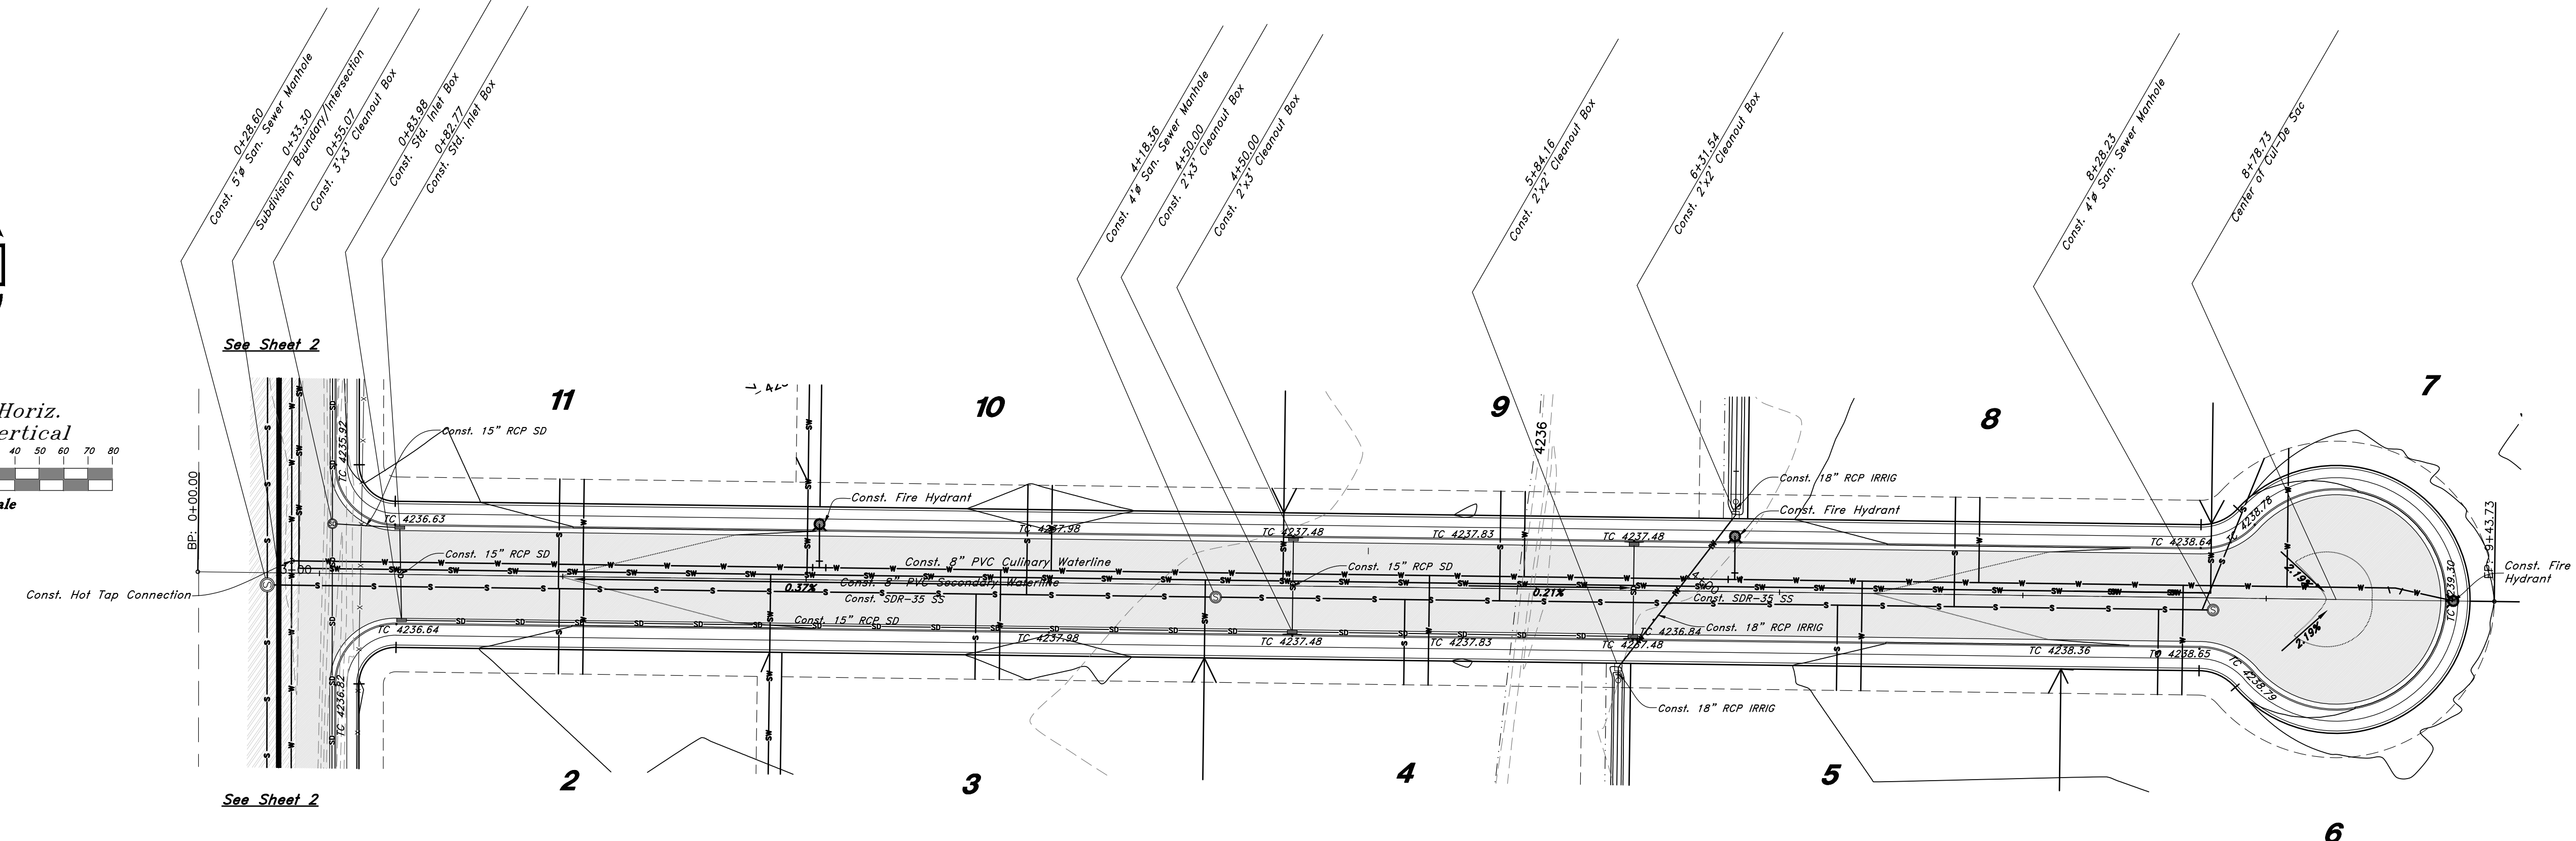 0+28.60
Const. 5'ø San. Sewer Manhole
0+33.30
Subdivision Boundary/Intersection
0+55.07
Const. 3'x3' Cleanout Box
0+83.98
Const. Std. Inlet Box
0+82.77
Const. Std. Inlet Box
4+18.36
Const. 4'ø San. Sewer Manhole
4+50.00
Const. 2'x3' Cleanout Box
4+50.00
Const. 2'x3' Cleanout Box
5+84.16
Const. 2'x2' Cleanout Box
6+31.54
Const. 2'x2' Cleanout Box
8+28.23
Const. 4'ø San. Sewer Manhole
8+78.73
Center of Cul-De Sac
See Sheet 2
Horiz.
ertical
40 50 60 70 80
ale
11
10
9
8
7
BP: 0+00.00
TC 4235.92
Const. 15" RCP SD
4236
Const. 18" RCP IRRIG
Const. Fire Hydrant
Const. Fire Hydrant
TC 4236.63
TC 4237.98
TC 4237.48
TC 4237.83
TC 4237.48
TC 4238.64
4238.78
TC
EP: 9+43.73
Const. 15" RCP SD
Const. 8" PVC Culinary Waterline
Const. 15" RCP SD
Const. 8" PVC Secondary Waterline
0.37%
0.21%
2.19%
2.19%
Const. Fire
Hydrant
TC 4239.30
Const. Hot Tap Connection
Const. SDR-35 SS
Const. SDR-35 SS
Const. 15" RCP SD
TC 4236.64
TC 4237.98
TC 4237.48
TC 4237.83
TC 4236.84
TC 4237.48
Const. 18" RCP IRRIG
TC 4238.36
TC 4238.65
TC 4238.79
TC 4236.82
Const. 18" RCP IRRIG
2
3
4
5
6
See Sheet 2